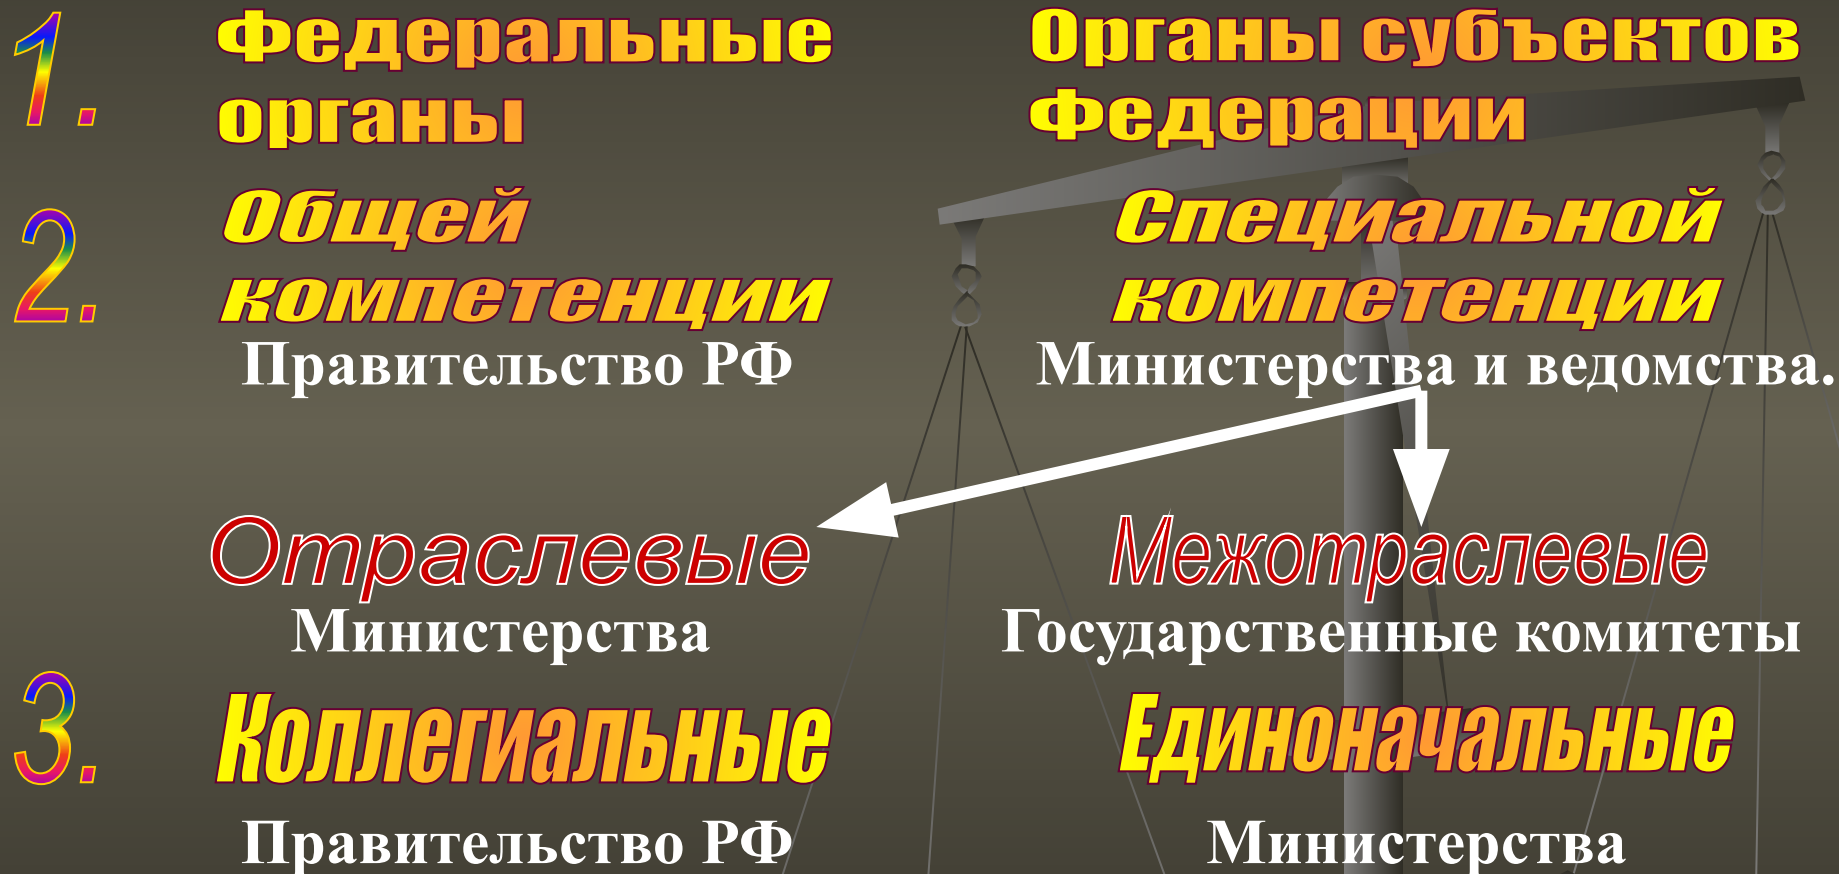 1.
Федеральные
органы
Органы субъектов
Федерации
2.
Общей
компетенции
Правительство РФ
Специальной
компетенции
Министерства и ведомства.
Отраслевые
Министерства
Межотраслевые
Государственные комитеты
3.
Коллегиальные
Правительство РФ
Единоначальные
Министерства